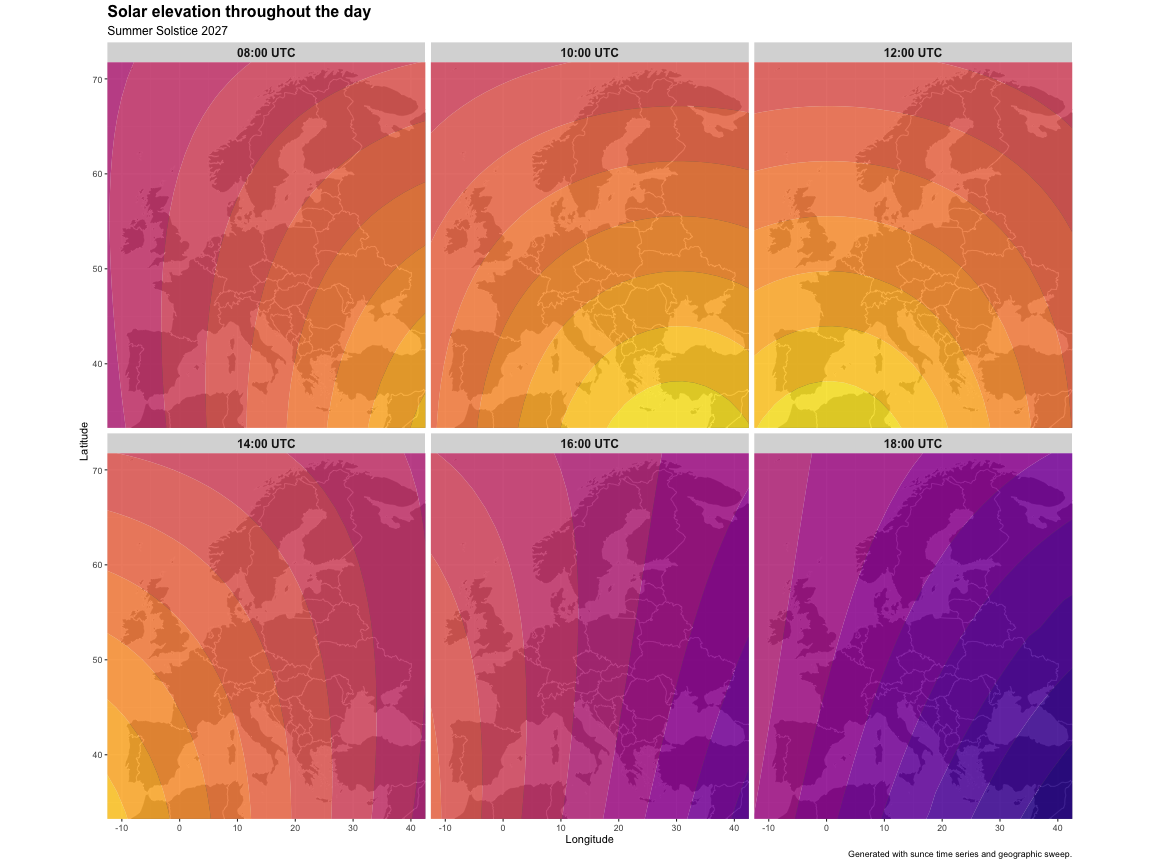 Solar elevation throughout the day
Summer Solstice 2027
08:00 UTC
10:00 UTC
12:00 UTC
70
60
50
40
Latitude
14:00 UTC
16:00 UTC
18:00 UTC
70
60
50
40
-10 0 10 20 30 40
-10 0 10 20 30 40
-10 0 10 20 30 40
Longitude
Generated with sunce time series and geographic sweep.